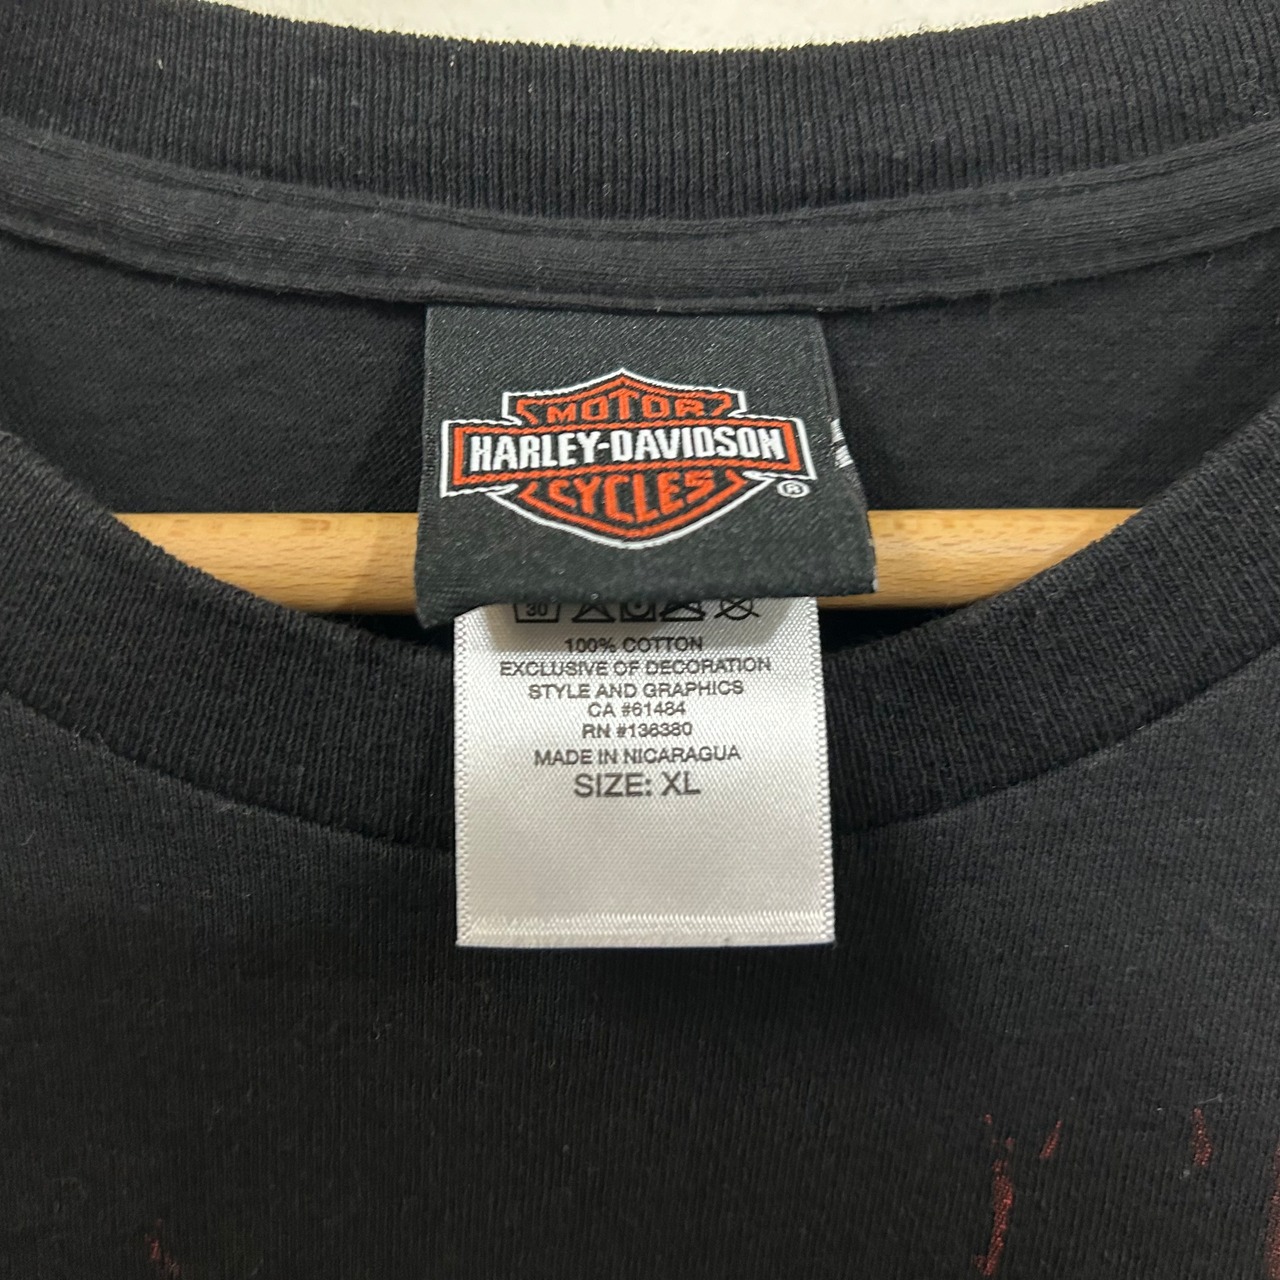 MOTOR
HARLEY-DAVIDSON
CYCLES
®
30
100% COTTON
EXCLUSIVE OF DECORATION
STYLE AND GRAPHICS
CA #61484
RN #136380
MADE IN NICARAGUA
SIZE: XL